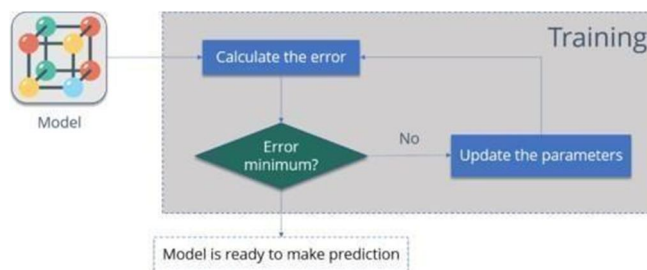 Training
Calculate the error
Model
Error
minimum?
No
Update the parameters
Model is ready to make prediction